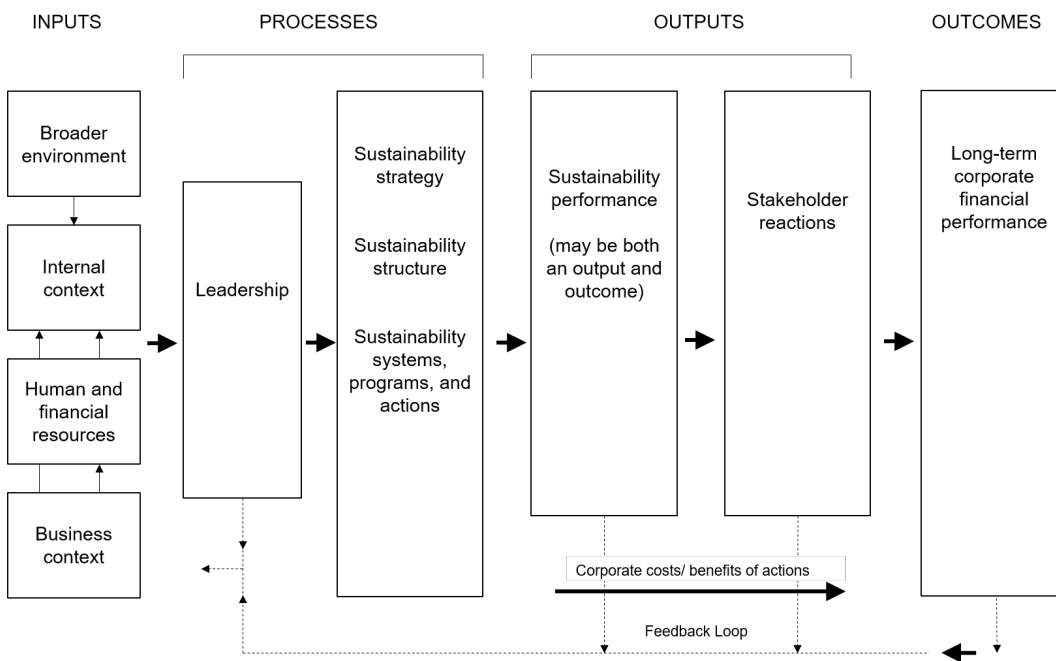 INPUTS
PROCESSES
OUTPUTS
OUTCOMES
Broader
environment
Internal
context
Human and
financial
resources
Business
context
Leadership
Sustainability
strategy
Sustainability
structure
Sustainability
systems,
programs, and
actions
Sustainability
performance
(may be both
an output and
outcome)
Stakeholder
reactions
Long-term
corporate
financial
performance
Corporate costs/ benefits of actions
Feedback Loop